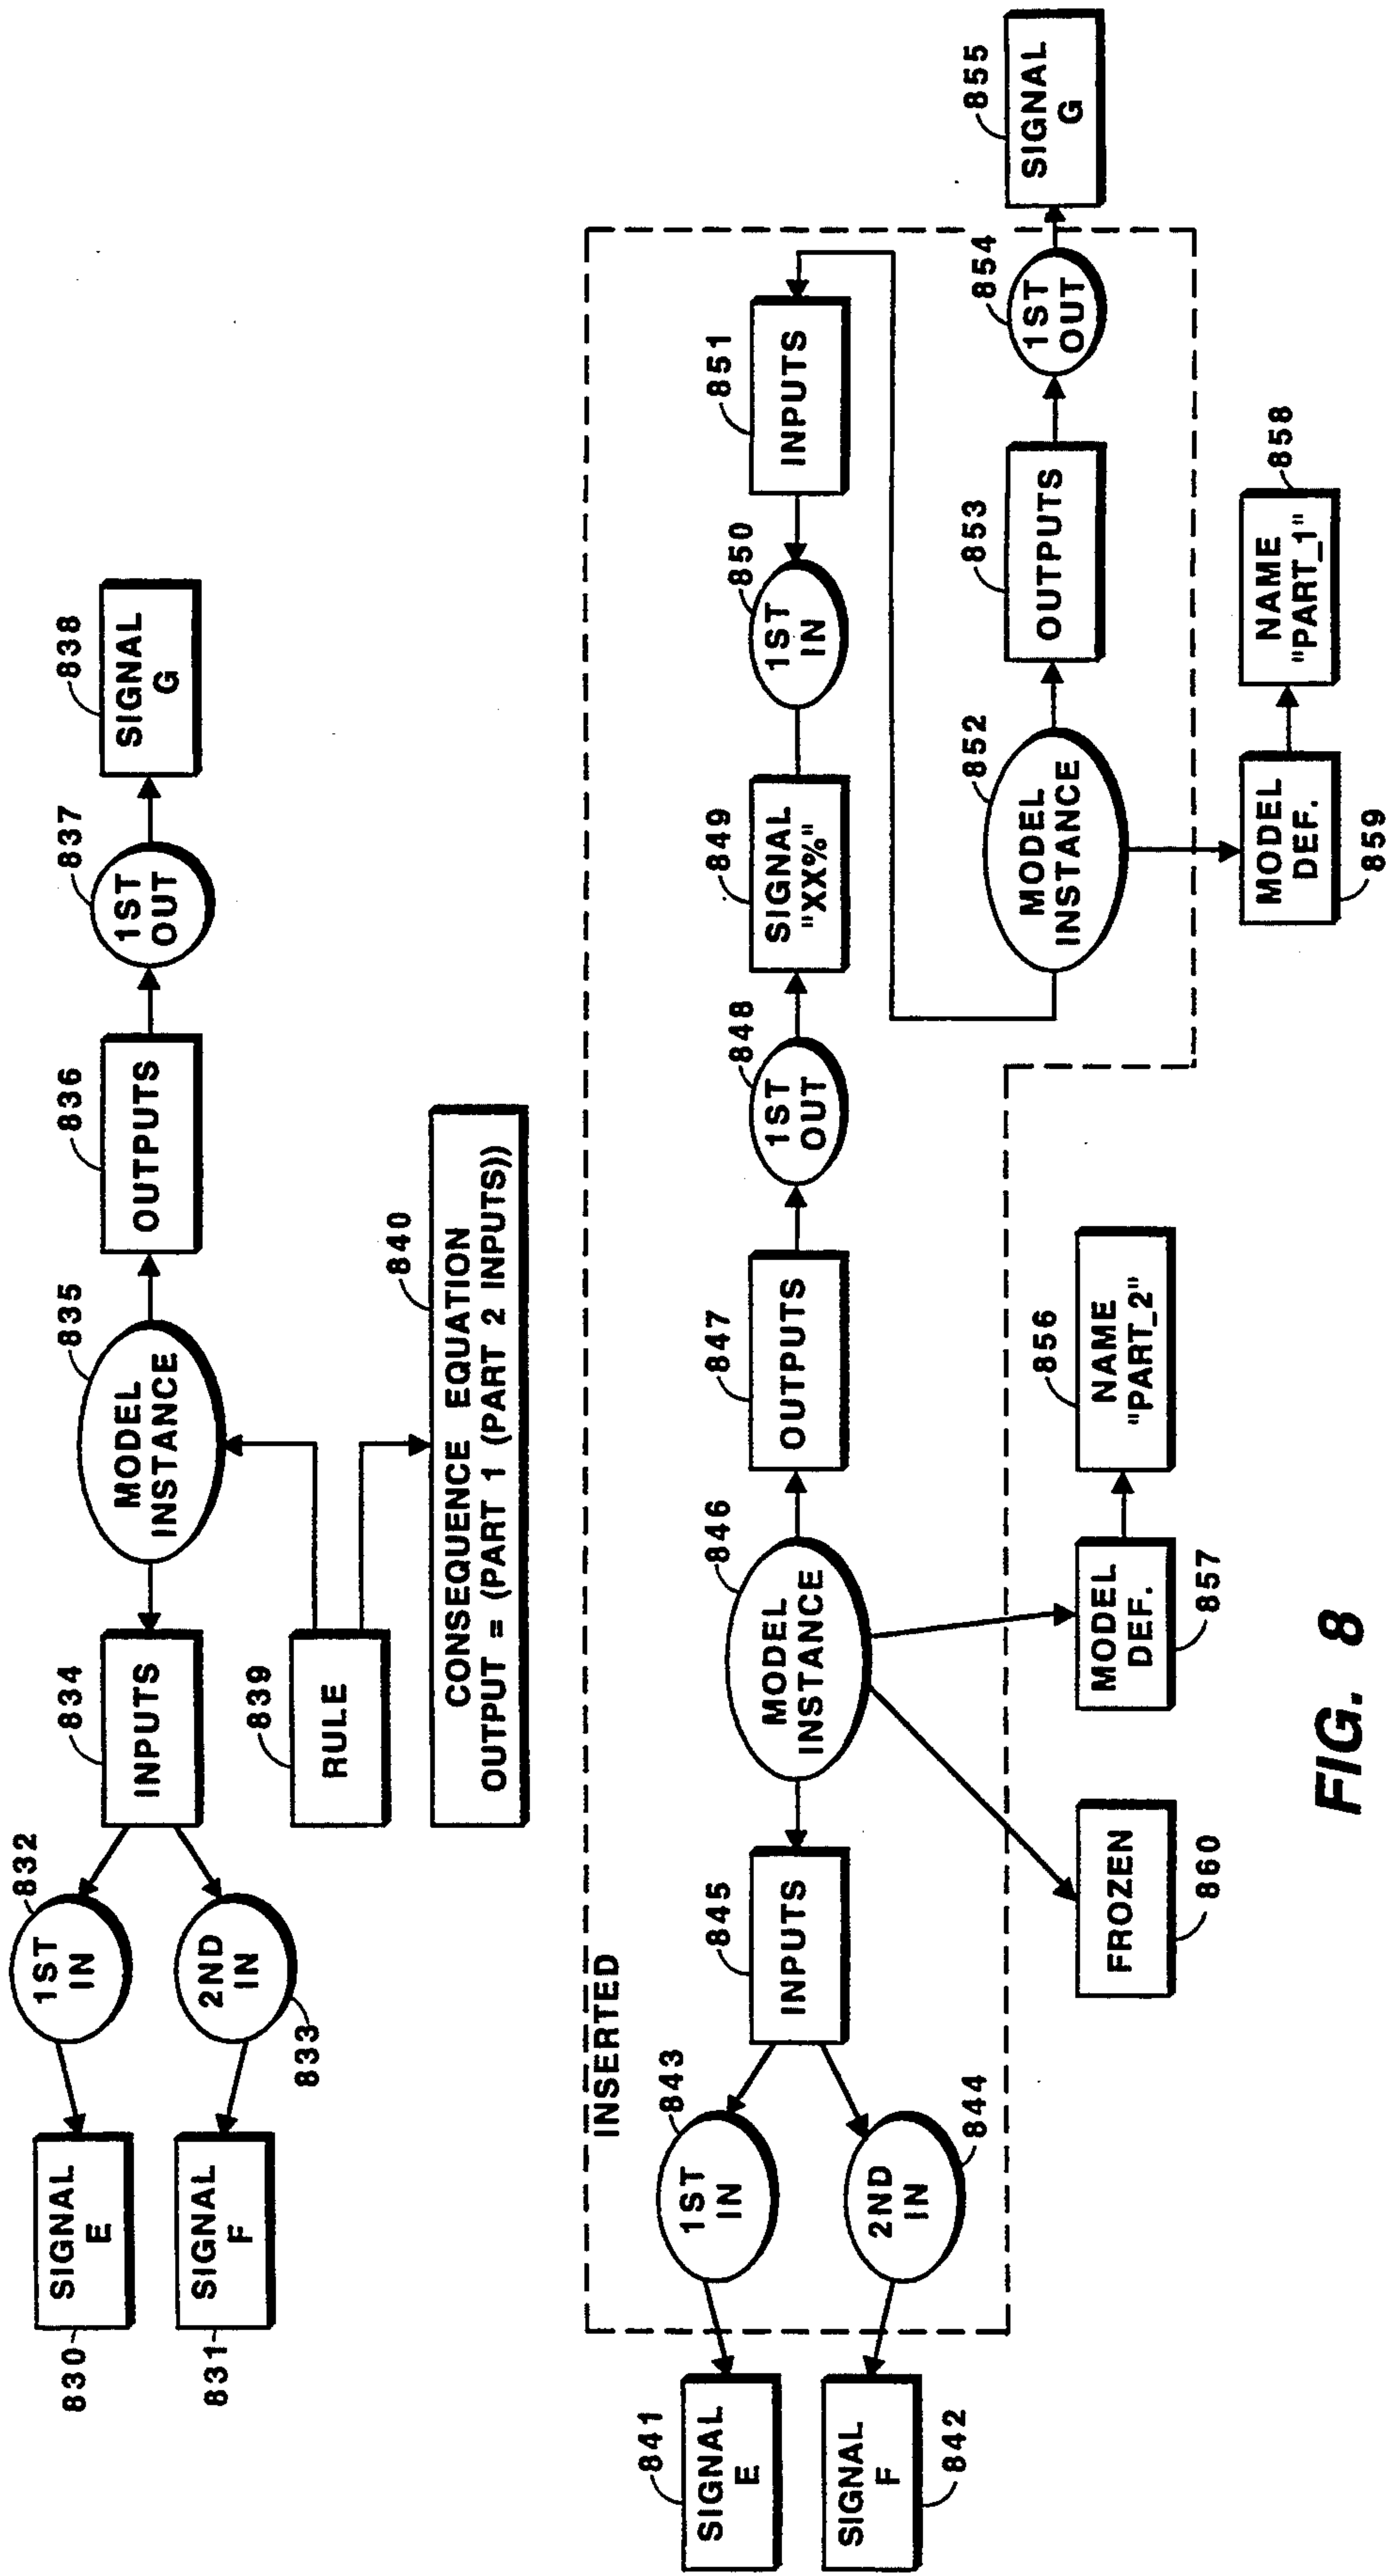 830
SIGNAL
E
831
SIGNAL
F
832
1ST
IN
2ND
IN
833
834
INPUTS
835
MODEL
INSTANCE
836
OUTPUTS
837
1ST
OUT
838
SIGNAL
G
839
RULE
840
CONSEQUENCE EQUATION
OUTPUT = (PART 1 (PART 2 INPUTS))
INSERTED
841
SIGNAL
E
SIGNAL
F
842
843
1ST
IN
2ND
IN
844
845
INPUTS
846
MODEL
INSTANCE
847
OUTPUTS
848
1ST
OUT
849
SIGNAL
"XX%"
850
1ST
IN
851
INPUTS
852
MODEL
INSTANCE
853
OUTPUTS
854
1ST
OUT
855
SIGNAL
G
FROZEN
860
MODEL
DEF.
857
856
NAME
"PART_2"
MODEL
DEF.
859
NAME
"PART_1"
858
FIG. 8